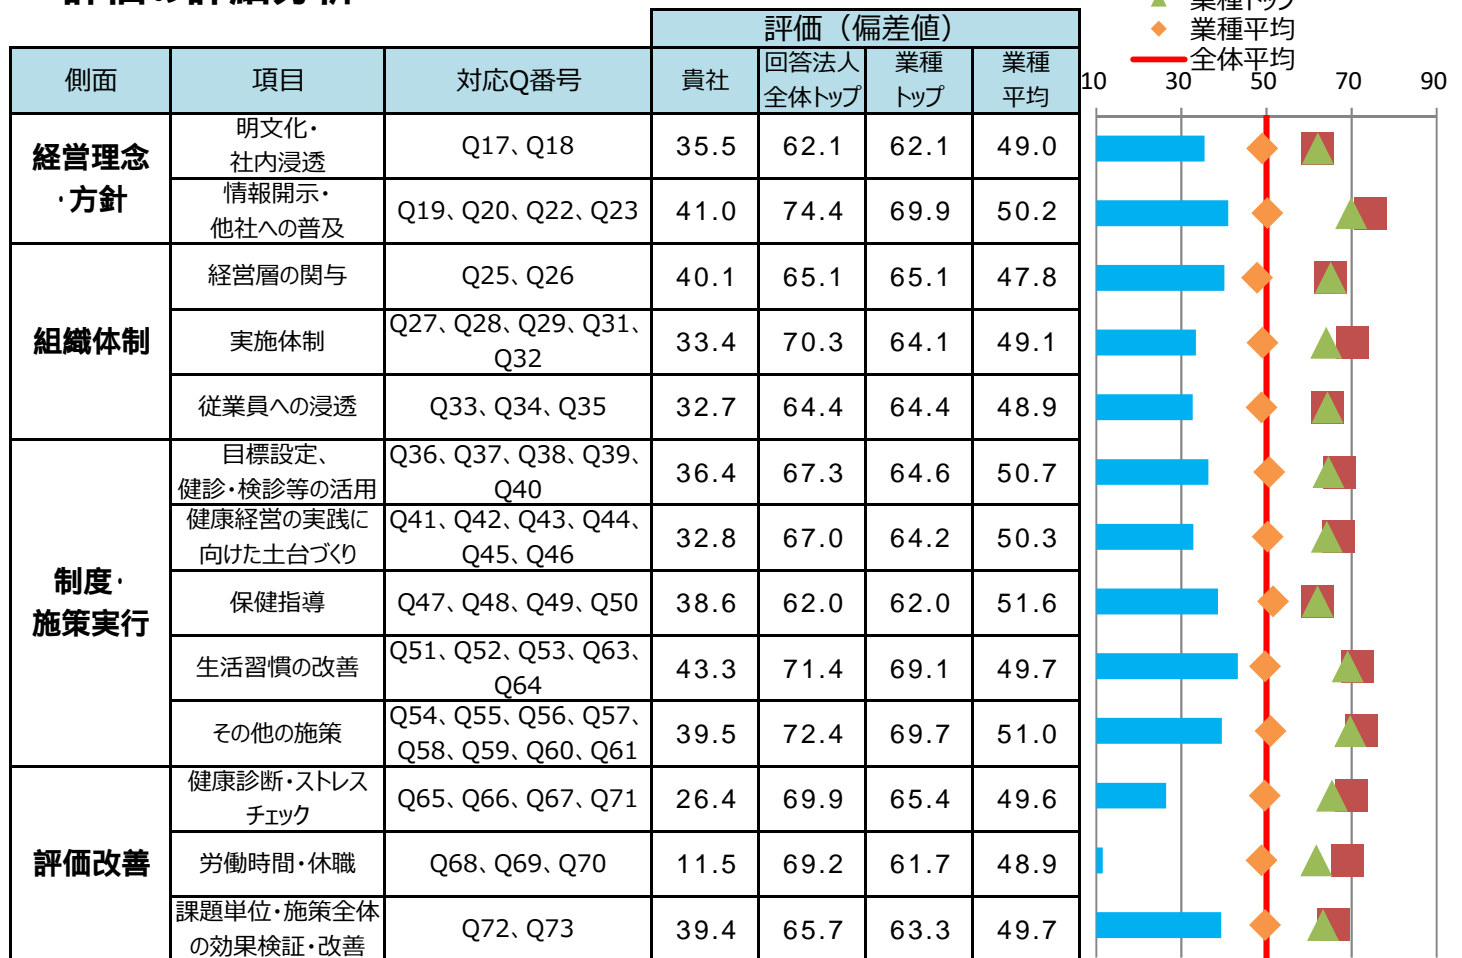 評価の詳細分析
業種トップ
業種平均
全体平均
評価（偏差値）
側面 項目 対応Q番号 貴社 回答法人 業種 業種
全体トップ トップ 平均
10 30 50 70 90
経営理念
・方針
明文化・
社内浸透
Q17、Q18 35.5 62.1 62.1 49.0
情報開示・
他社への普及
Q19、Q20、Q22、Q23 41.0 74.4 69.9 50.2
組織体制
経営層の関与 Q25、Q26 40.1 65.1 65.1 47.8
実施体制
Q27、Q28、Q29、Q31、
Q32
33.4 70.3 64.1 49.1
従業員への浸透 Q33、Q34、Q35 32.7 64.4 64.4 48.9
制度・
施策実行
目標設定、
健診・検診等の活用
Q36、Q37、Q38、Q39、
Q40
36.4 67.3 64.6 50.7
健康経営の実践に
向けた土台づくり
Q41、Q42、Q43、Q44、
Q45、Q46
32.8 67.0 64.2 50.3
保健指導 Q47、Q48、Q49、Q50 38.6 62.0 62.0 51.6
生活習慣の改善
Q51、Q52、Q53、Q63、
Q64
43.3 71.4 69.1 49.7
その他の施策
Q54、Q55、Q56、Q57、
Q58、Q59、Q60、Q61
39.5 72.4 69.7 51.0
評価改善
健康診断・ストレス
チェック
Q65、Q66、Q67、Q71 26.4 69.9 65.4 49.6
労働時間・休職 Q68、Q69、Q70 11.5 69.2 61.7 48.9
課題単位・施策全体
の効果検証・改善
Q72、Q73 39.4 65.7 63.3 49.7